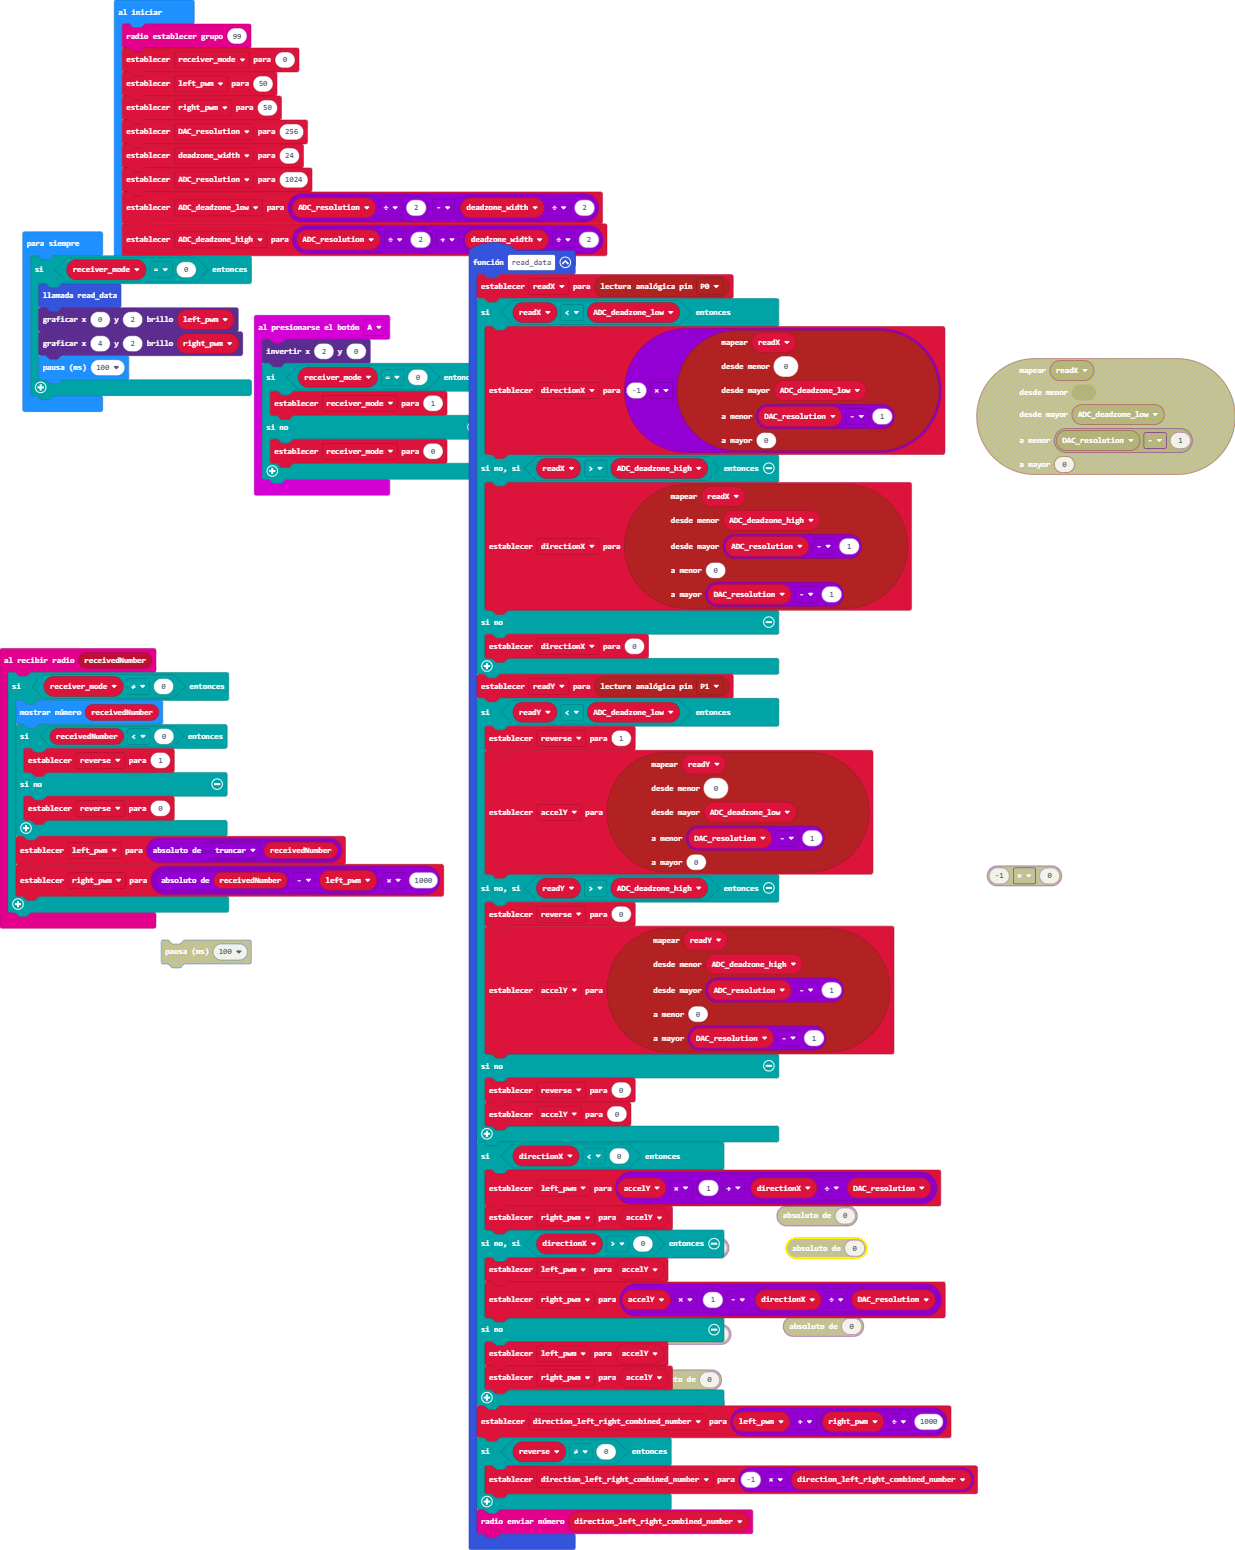 al iniciar
radio establecer grupo 99
establecer receiver_mode para 0
establecer left_pwm para 50
establecer right_pwm para 50
establecer DAC_resolution para 256
establecer deadzone_width para 24
establecer ADC_resolution para 1024
establecer ADC_deadzone_low para ADC_resolution ÷ 2 - deadzone_width ÷ 2
establecer ADC_deadzone_high para ADC_resolution ÷ 2 + deadzone_width ÷ 2
para siempre
si receiver_mode = 0 entonces
llamada read_data
graficar x 0 y 2 brillo left_pwm
graficar x 4 y 2 brillo right_pwm
pausa (ms) 100
al presionarse el botón A
invertir x 2 y 0
si receiver_mode = 0 entonc
establecer receiver_mode para 1
si no
establecer receiver_mode para 0
función read_data
establecer readX para lectura analógica pin P0
si readX < ADC_deadzone_low entonces
establecer directionX para -1 × mapear readX
desde menor 0
desde mayor ADC_deadzone_low
a menor DAC_resolution - 1
a mayor 0
si no, si readX > ADC_deadzone_high entonces
establecer directionX para mapear readX
desde menor ADC_deadzone_high
desde mayor ADC_resolution - 1
a menor 0
a mayor DAC_resolution - 1
si no
establecer directionX para 0
establecer readY para lectura analógica pin P1
si readY < ADC_deadzone_low entonces
establecer reverse para 1
establecer accelY para mapear readY
desde menor 0
desde mayor ADC_deadzone_low
a menor DAC_resolution - 1
a mayor 0
si no, si readY > ADC_deadzone_high entonces
establecer reverse para 0
establecer accelY para mapear readY
desde menor ADC_deadzone_high
desde mayor ADC_resolution - 1
a menor 0
a mayor DAC_resolution - 1
si no
establecer reverse para 0
establecer accelY para 0
si directionX < 0 entonces
establecer left_pwm para accelY × 1 + directionX ÷ DAC_resolution
establecer right_pwm para accelY
si no, si directionX > 0 entonces
establecer left_pwm para accelY
establecer right_pwm para accelY × 1 - directionX ÷ DAC_resolution
si no
establecer left_pwm para accelY
establecer right_pwm para accelY
establecer direction_left_right_combined_number para left_pwm + right_pwm ÷ 1000
si reverse ≠ 0 entonces
establecer direction_left_right_combined_number para -1 × direction_left_right_combined_number
radio enviar número direction_left_right_combined_number
al recibir radio receivedNumber
si receiver_mode ≠ 0 entonces
mostrar número receivedNumber
si receivedNumber < 0 entonces
establecer reverse para 1
si no
establecer reverse para 0
establecer left_pwm para absoluto de truncar receivedNumber
establecer right_pwm para absoluto de receivedNumber - left_pwm × 1000
pausa (ms) 100
mapear readX
desde menor
desde mayor ADC_deadzone_low
a menor DAC_resolution - 1
a mayor 0
-1 × 0
absoluto de 0
absoluto de 0
absoluto de 0
to de 0